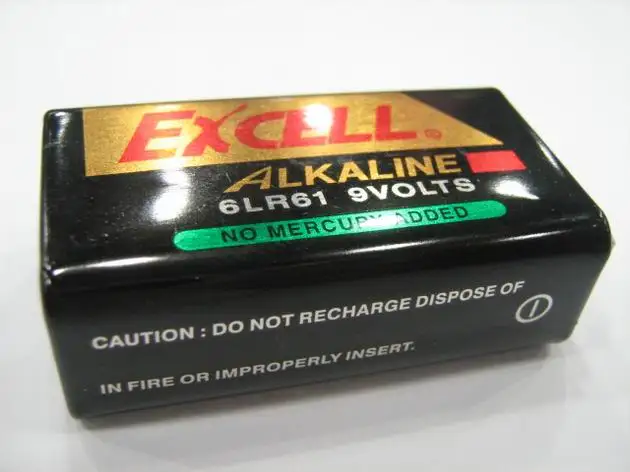 EXCELL®
ALKALINE
6LR61 9VOLTS
NO MERCURY ADDED
CAUTION : DO NOT RECHARGE DISPOSE OF
IN FIRE OR IMPROPERLY INSERT.